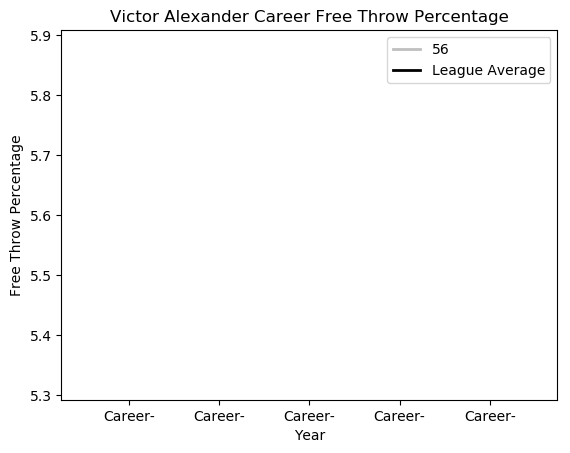 Victor Alexander Career Free Throw Percentage
56
League Average
Free Throw Percentage
5.9
5.8
5.7
5.6
5.5
5.4
5.3
Career- Career- Career- Career- Career-
Year